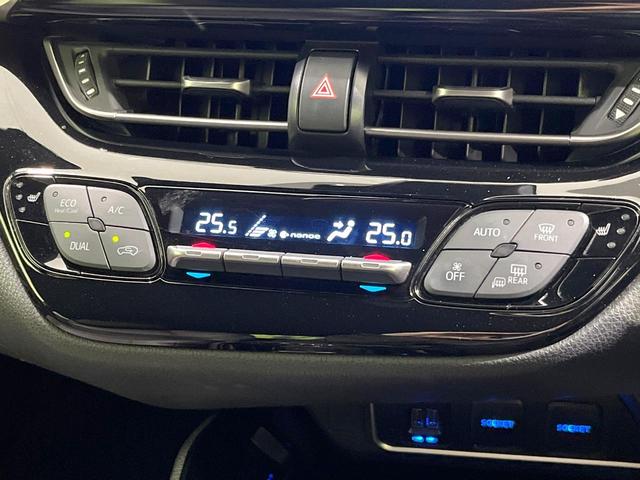 ECO
Heat/Cool
A/C
DUAL
25.5
nanoe
25.0
AUTO
FRONT
OFF
REAR
SOCKET
SOCKET